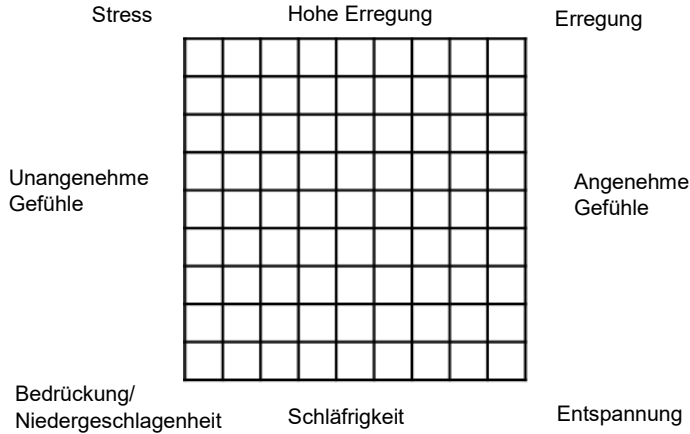 Stress
Hohe Erregung
Erregung
Unangenehme
Gefühle
Angenehme
Gefühle
Bedrückung/
Niedergeschlagenheit
Schläfrigkeit
Entspannung